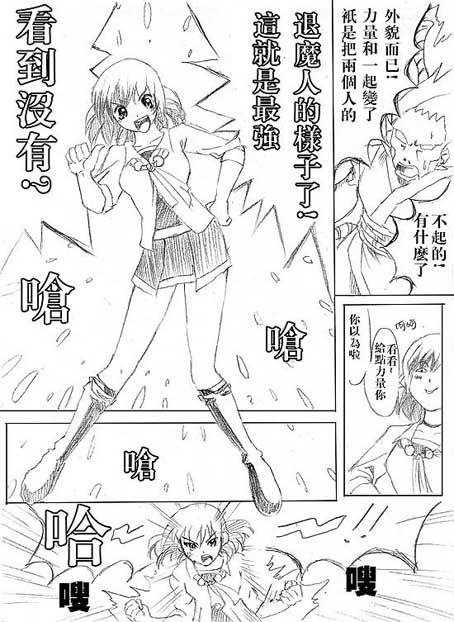 衹是把兩個人的
力量和一起變了
外貌而已!
有什麼了
不起的!
這就是最強
退魔人的樣子了!
看到沒有?
嗆
嗆
呵呵
你以為啦
給點力量你
看看~
嗆
哈
嗖
嗖